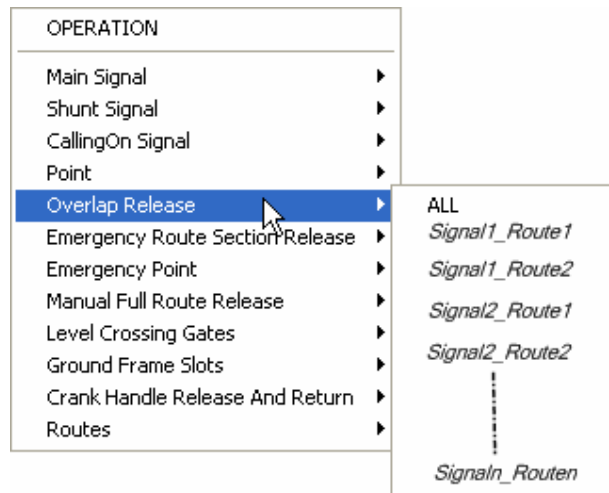 OPERATION
Main Signal
Shunt Signal
CallingOn Signal
Point
Overlap Release
Emergency Route Section Release
Emergency Point
Manual Full Route Release
Level Crossing Gates
Ground Frame Slots
Crank Handle Release And Return
Routes
ALL
Signal1_Route1
Signal1_Route2
Signal2_Route1
Signal2_Route2
Signaln_Routen